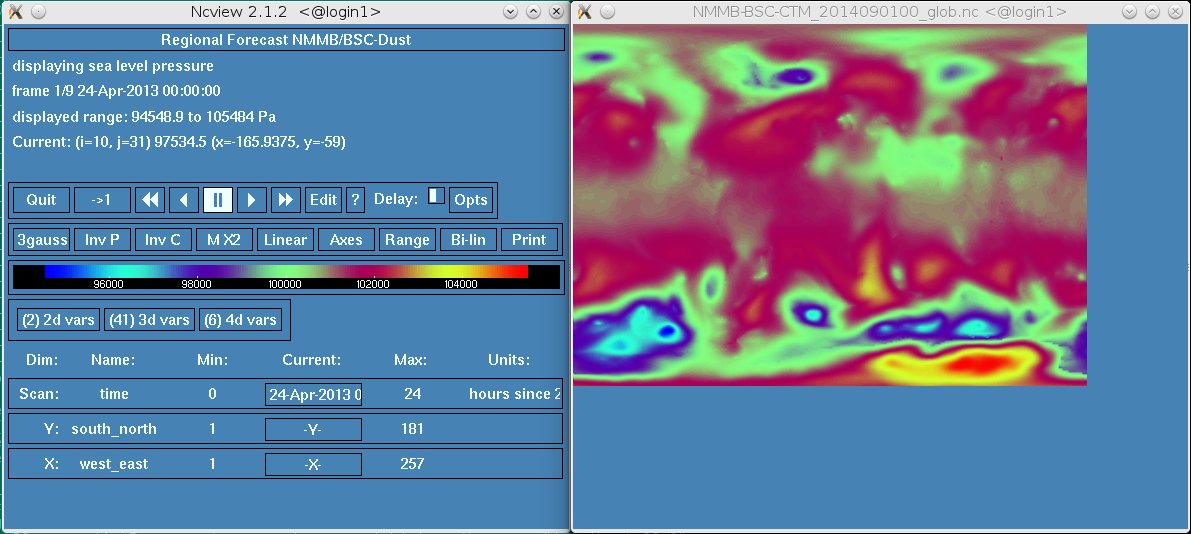 Ncview 2.1.2 <@login1>
NMMB-BSC-CTM_2014090100_glob.nc <@login1>
Regional Forecast NMMB/BSC-Dust
displaying sea level pressure
frame 1/9 24-Apr-2013 00:00:00
displayed range: 94548.9 to 105484 Pa
Current: (i=10, j=31) 97534.5 (x=-165.9375, y=-59)
Quit ->1 Edit ? Delay: Opts
3gauss Inv P Inv C M X2 Linear Axes Range Bi-lin Print
96000 98000 100000 102000 104000
(2) 2d vars (41) 3d vars (6) 4d vars
Dim: Name: Min: Current: Max: Units:
Scan: time 0 24-Apr-2013 0 24 hours since 2
Y: south_north 1 -Y- 181
X: west_east 1 -X- 257